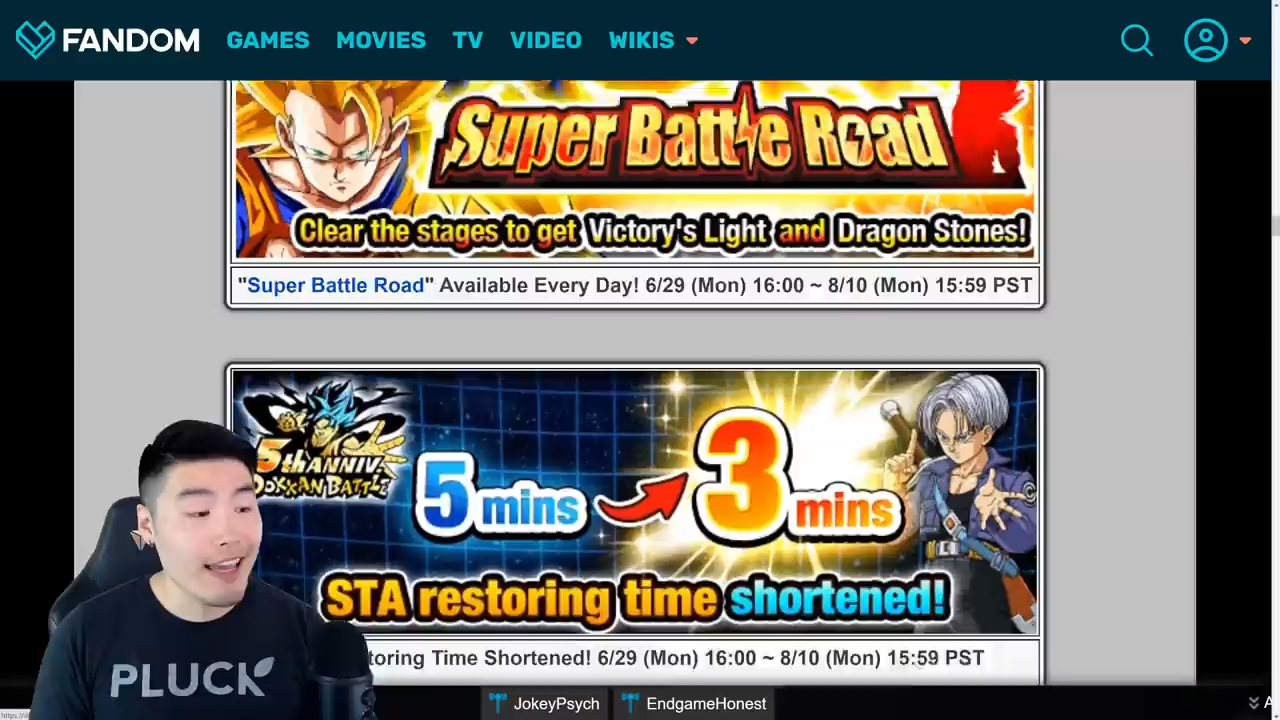 FANDOM GAMES MOVIES TV VIDEO WIKIS
Super Battle Road
Clear the stages to get Victory's Light and Dragon Stones!
"Super Battle Road" Available Every Day! 6/29 (Mon) 16:00 ~ 8/10 (Mon) 15:59 PST
5thANNIV.
DOKKAN BATTLE
5 mins 3 mins
STA restoring time shortened!
toring Time Shortened! 6/29 (Mon) 16:00 ~ 8/10 (Mon) 15:59 PST
PLUCK
JokeyPsych EndgameHonest A